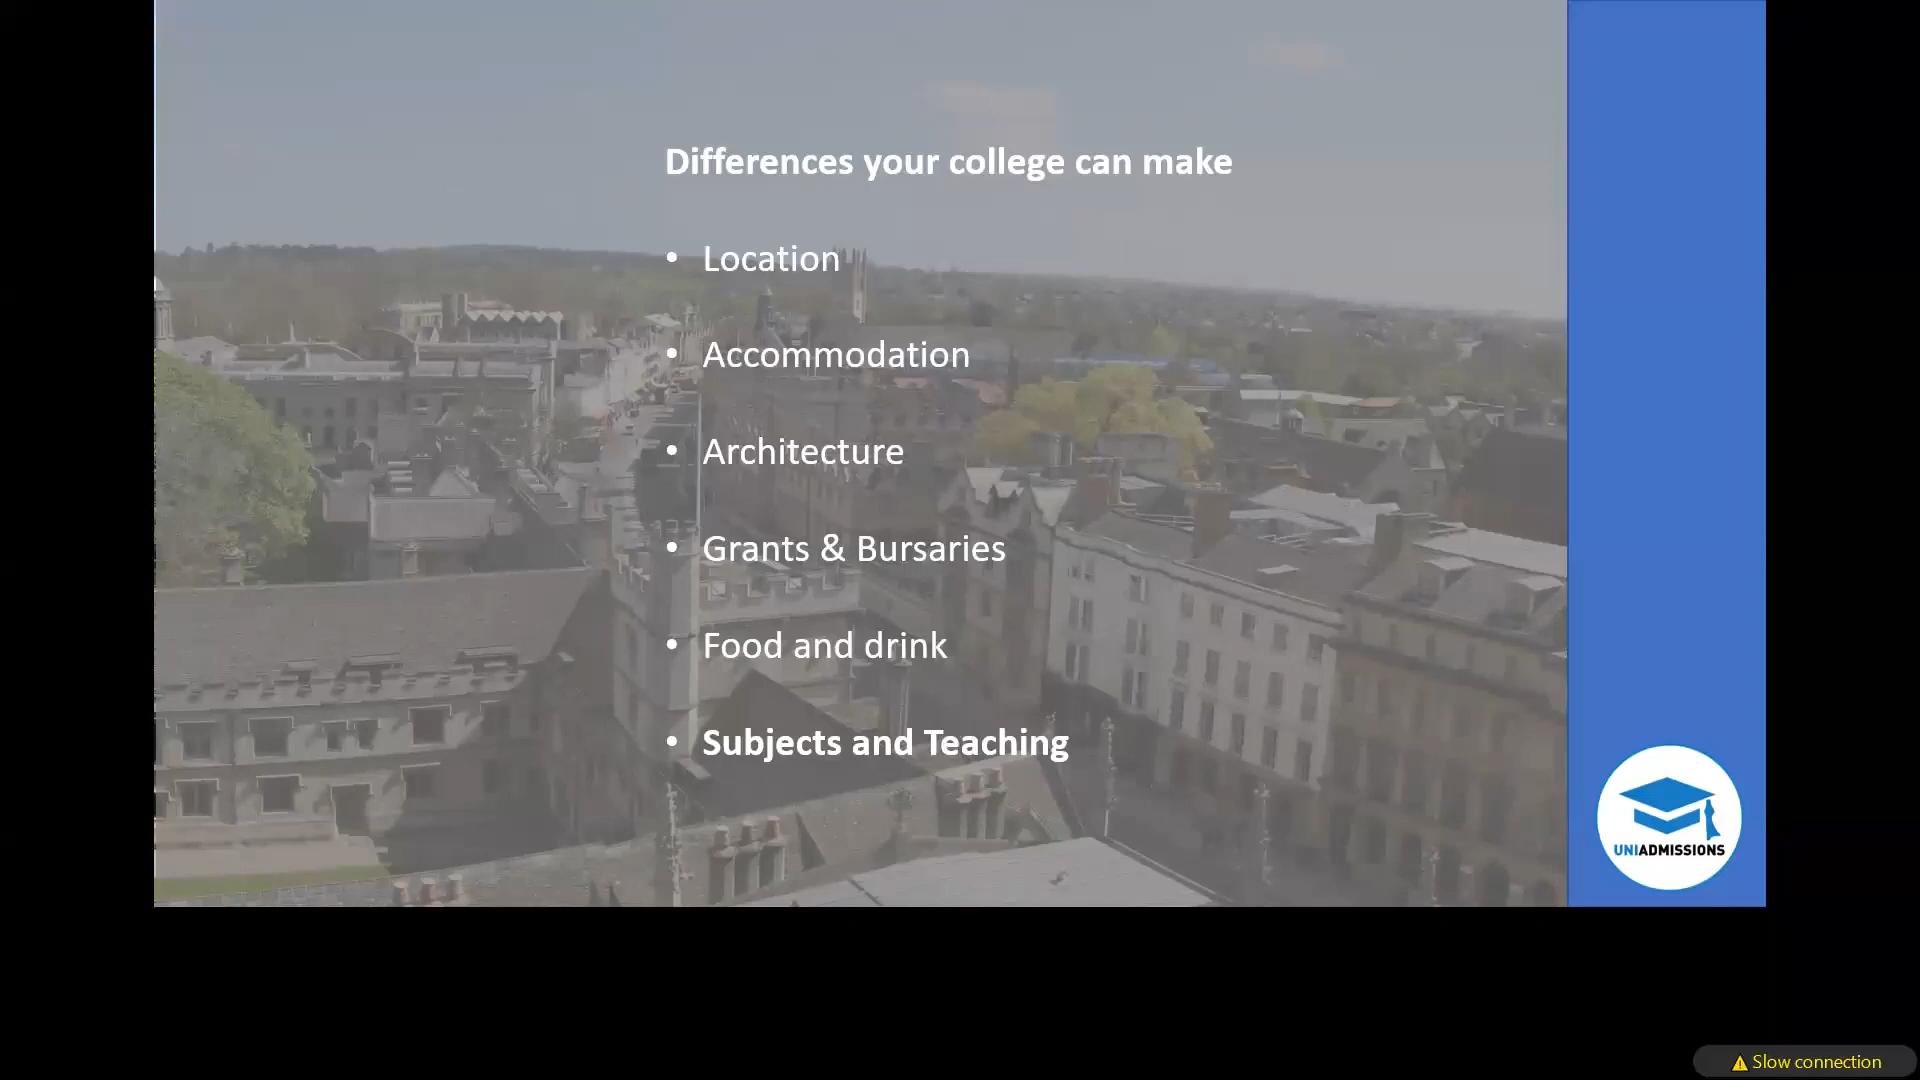 Differences your college can make
• Location
• Accommodation
• Architecture
• Grants & Bursaries
• Food and drink
• Subjects and Teaching
UNIADMISSIONS
Slow connection